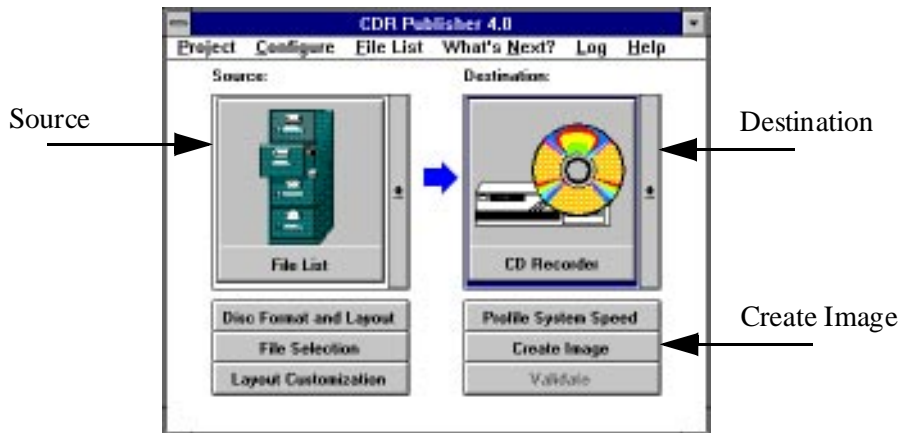 CDR Publisher 4.0
Project Configure File List What's Next? Log Help
Source:
Destination:
Source
Destination
File List
CD Recorder
Disc Format and Layout
Profile System Speed
File Selection
Create Image
Create Image
Layout Customization
Validate